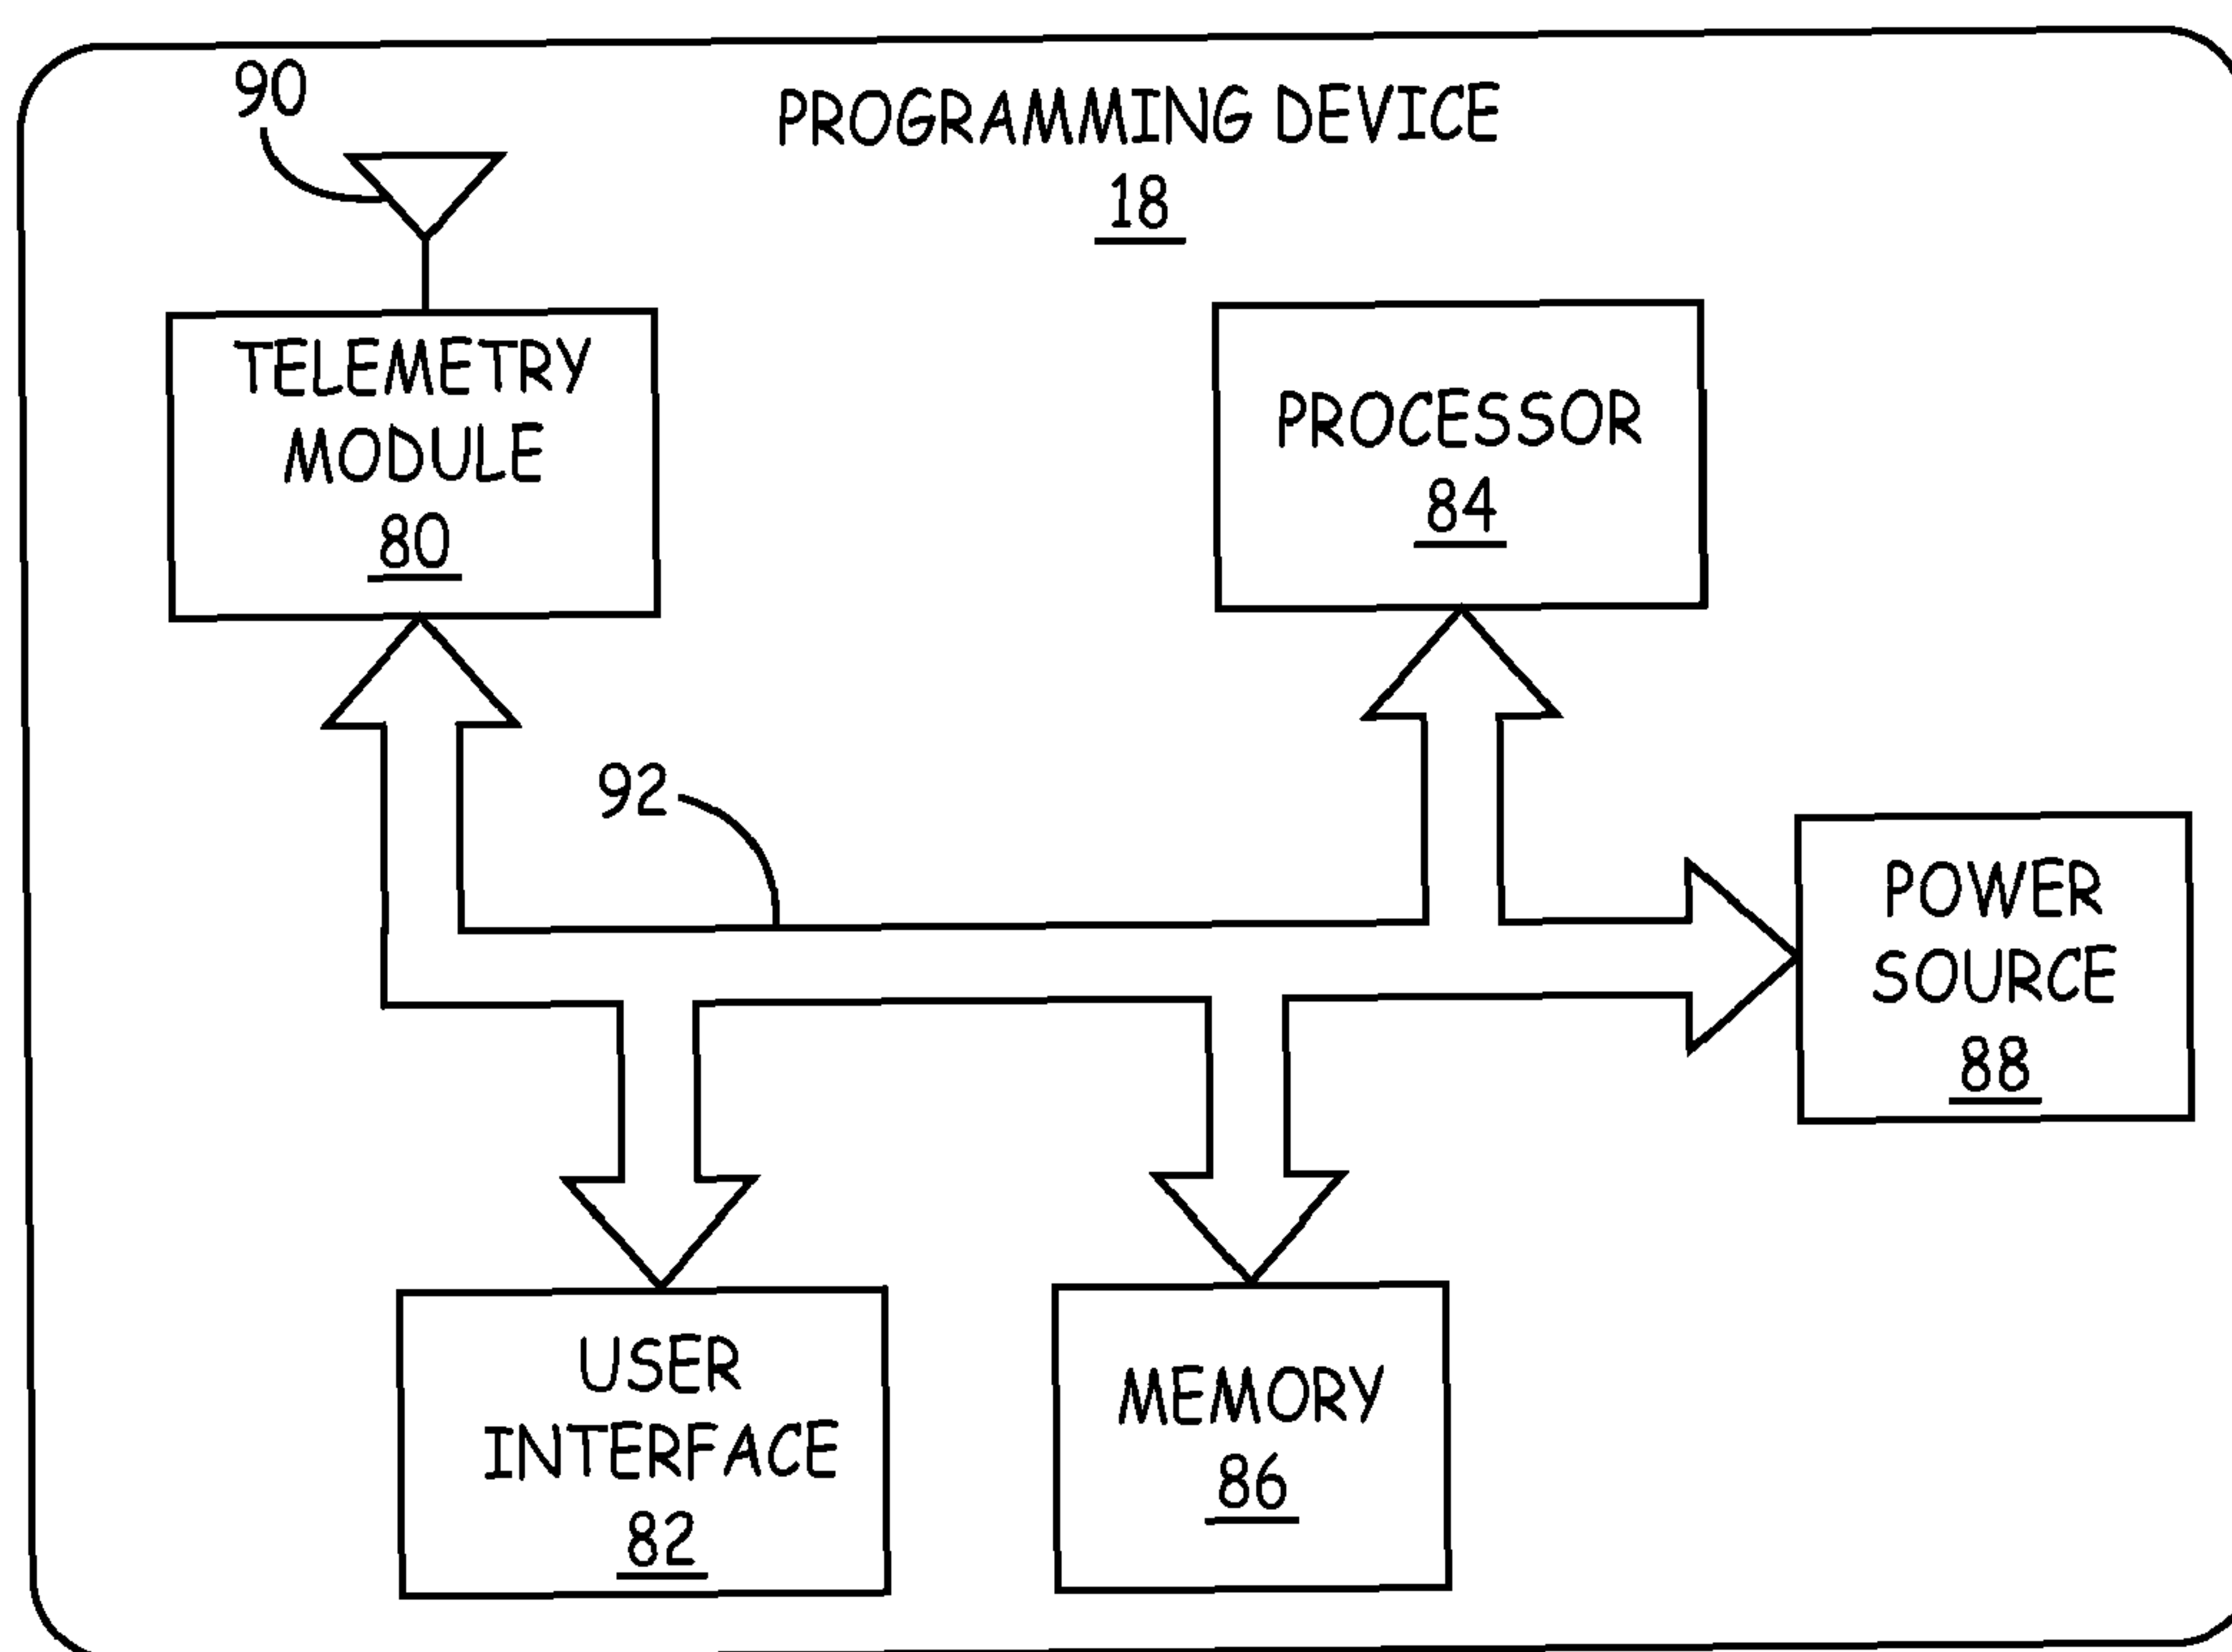 90
PROGRAMMING DEVICE
18
TELEMETRY
MODULE
80
PROCESSOR
84
92
POWER
SOURCE
88
USER
INTERFACE
82
MEMORY
86